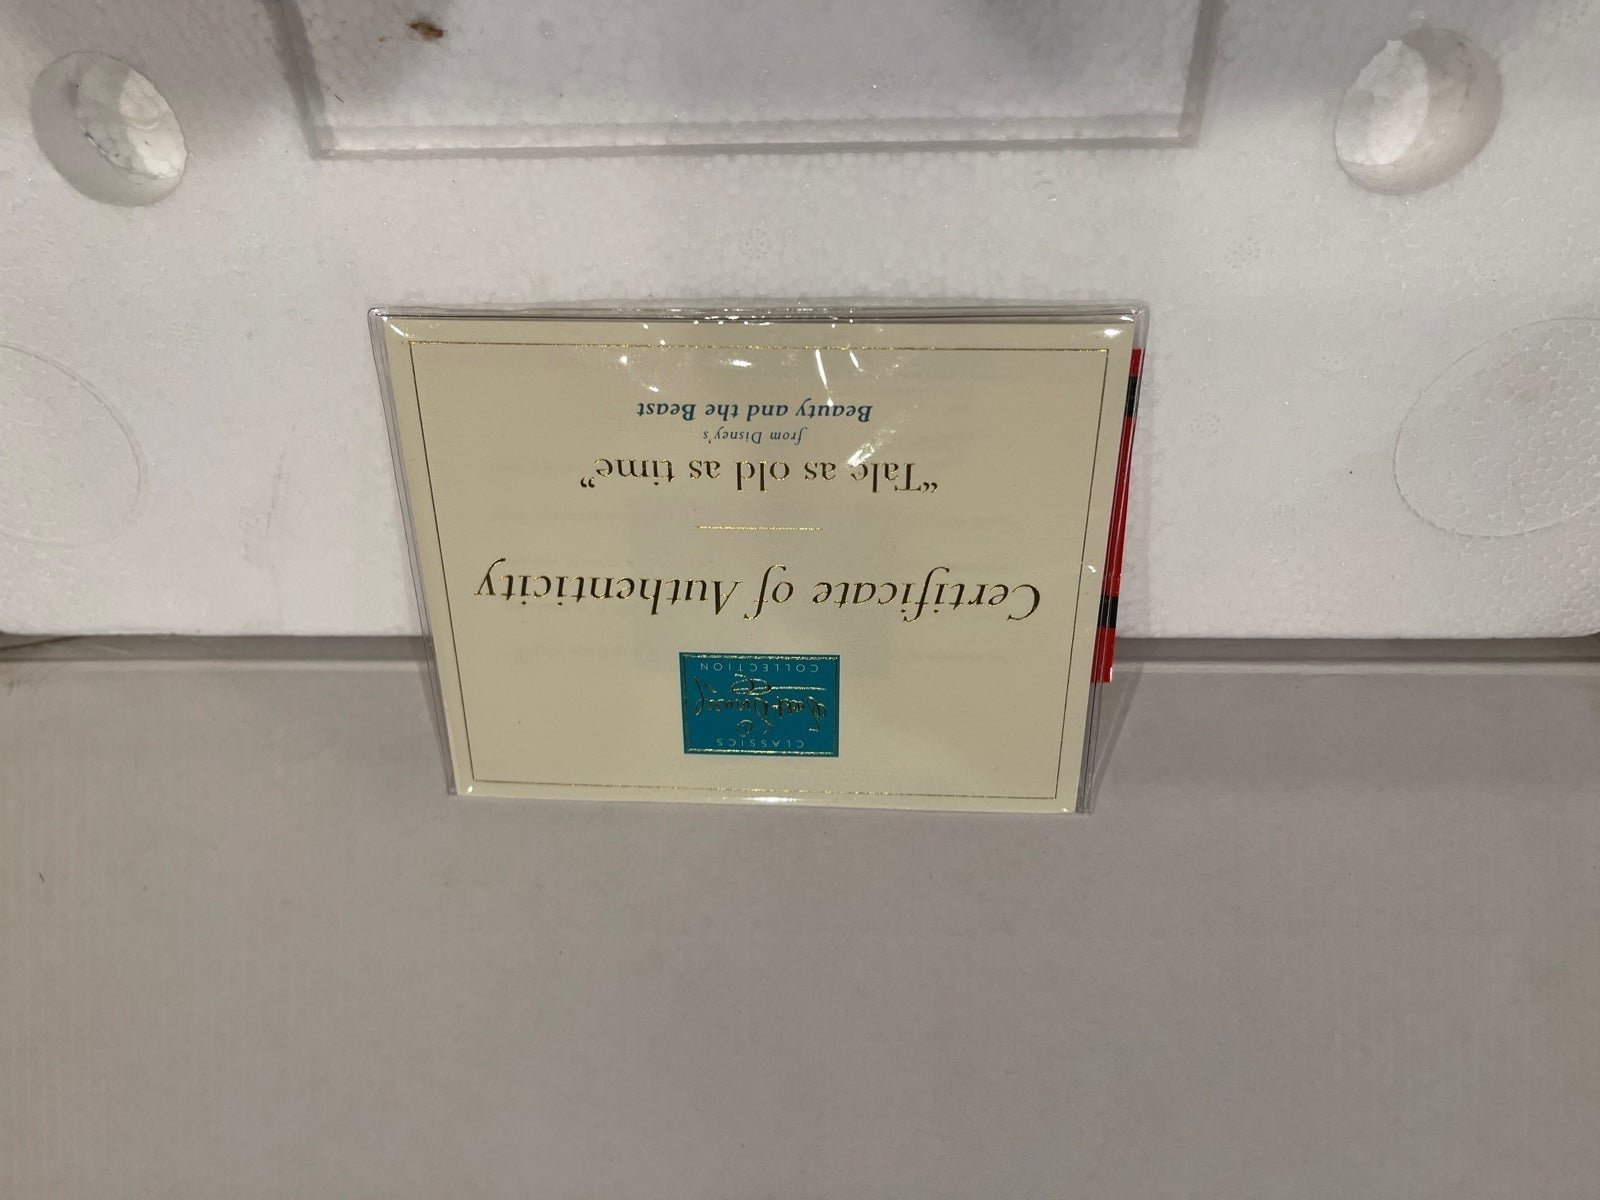 CLASSICS
Walt Disney
COLLECTION
Certificate of Authenticity
“Tale as old as time”
from Disney's
Beauty and the Beast